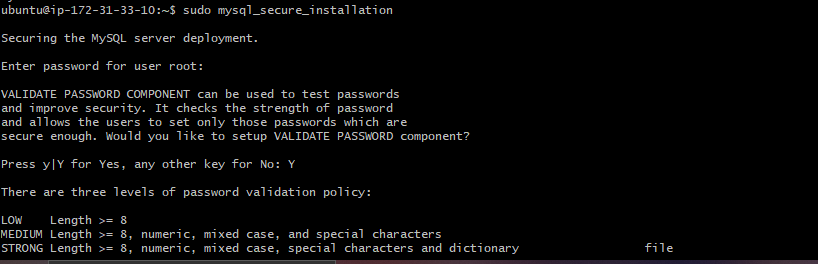 ubuntu@ip-172-31-33-10:~$ sudo mysql_secure_installation
Securing the MySQL server deployment.
Enter password for user root:
VALIDATE PASSWORD COMPONENT can be used to test passwords
and improve security. It checks the strength of password
and allows the users to set only those passwords which are
secure enough. Would you like to setup VALIDATE PASSWORD component?
Press y|Y for Yes, any other key for No: Y
There are three levels of password validation policy:
LOW    Length >= 8
MEDIUM Length >= 8, numeric, mixed case, and special characters
STRONG Length >= 8, numeric, mixed case, special characters and dictionary                  file